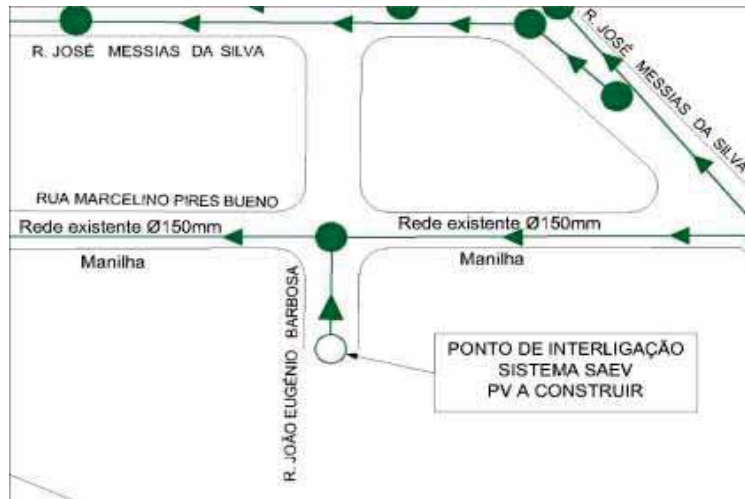 R. JOSÉ MESSIAS DA SILVA
R. JOSÉ MESSIAS DA SILVA
RUA MARCELINO PIRES BUENO
Rede existente Ø150mm
Rede existente Ø150mm
Manilha
Manilha
R. JOÃO EUGÊNIO BARBOSA
PONTO DE INTERLIGAÇÃO
SISTEMA SAEV
PV A CONSTRUIR